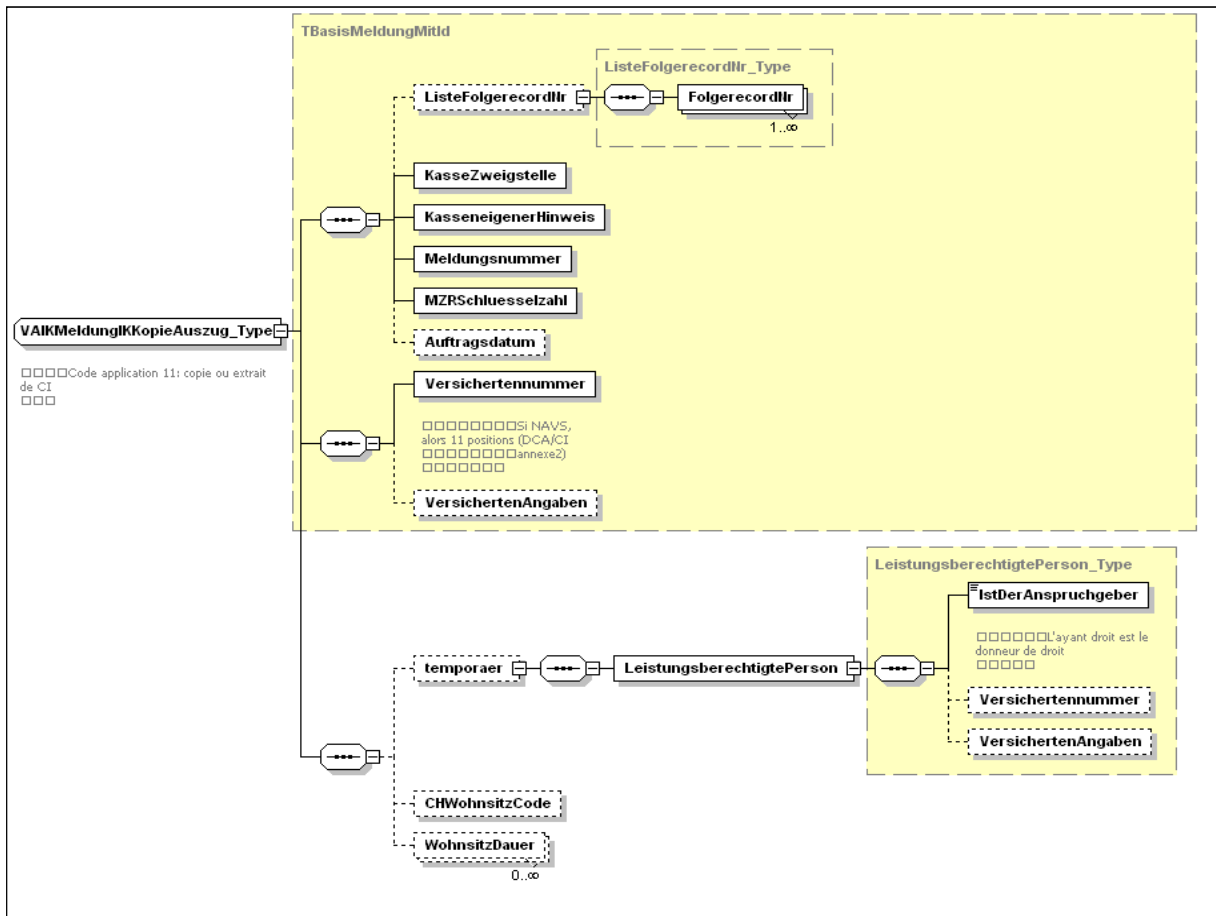 TBasisMeldungMitId
ListeFolgerecordNr_Type
ListeFolgerecordNr
FolgerecordNr
1..∞
KasseZweigstelle
KasseneigenerHinweis
Meldungsnummer
MZRSchluesselzahl
VAIKMeldungIKKopieAuszug_Type
Auftragsdatum
□□□□Code application 11: copie ou extrait
de CI
□□□
Versichertennummer
□□□□□□□□Si NAVS,
alors 11 positions (DCA/CI
□□□□□□□□annexe2)
□□□□□□□
VersichertenAngaben
LeistungsberechtigtePerson_Type
IstDerAnspruchgeber
□□□□□□L'ayant droit est le
donneur de droit
□□□□□
temporaer
LeistungsberechtigtePerson
Versichertennummer
VersichertenAngaben
CHWohnsitzCode
WohnsitzDauer
0..∞